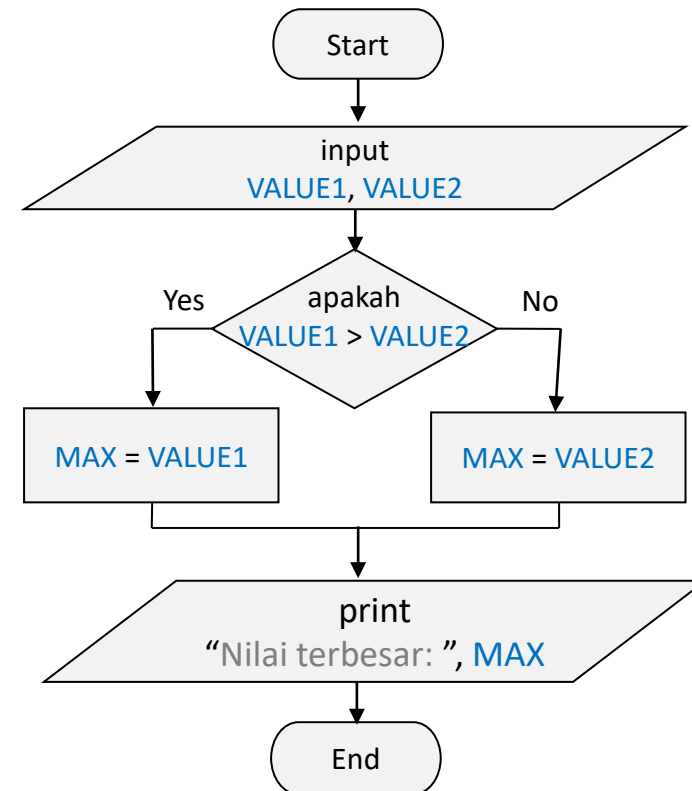 Start
input
VALUE1, VALUE2
Yes
apakah
No
VALUE1 > VALUE2
MAX = VALUE1
MAX = VALUE2
print
“Nilai terbesar: ”, MAX
End